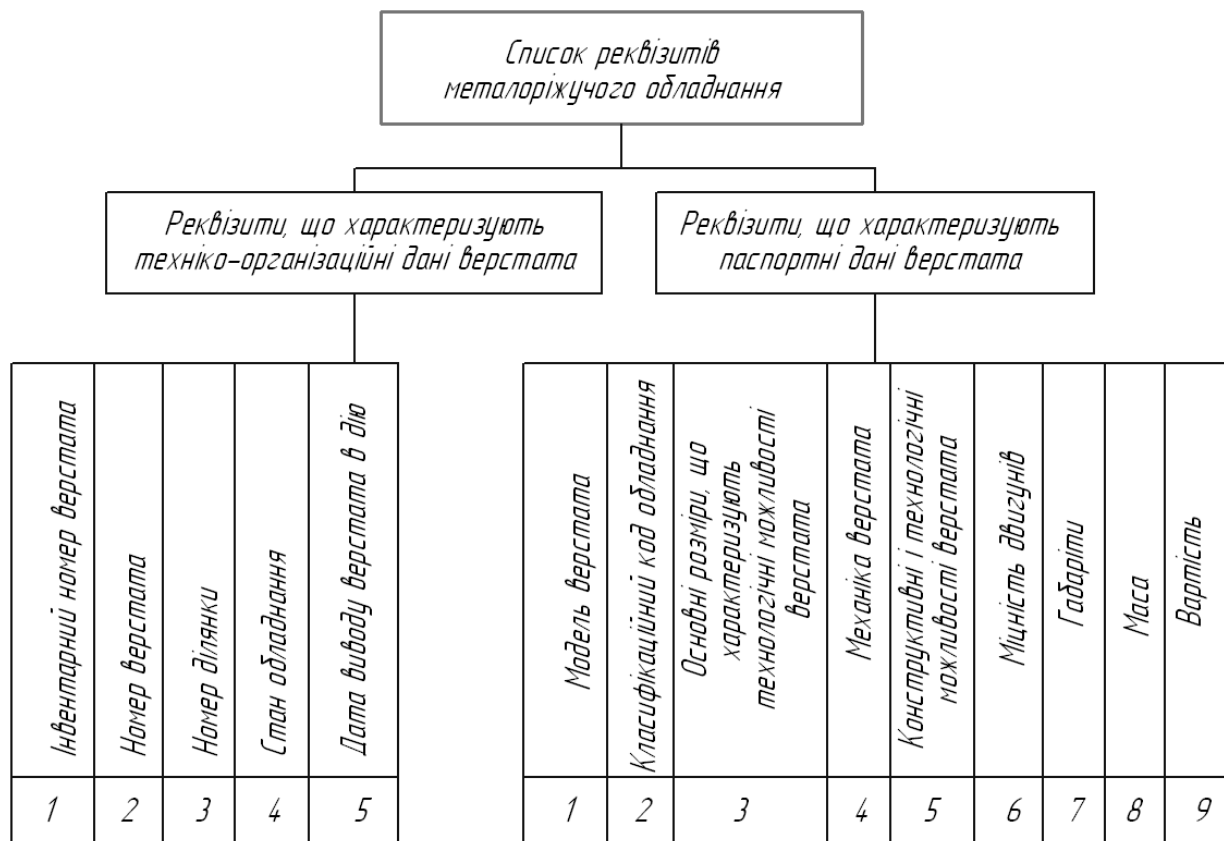 Список реквізитів
металоріжучого обладнання
Реквізити, що характеризують
техніко-організаційні дані верстата
Реквізити, що характеризують
паспортні дані верстата
Інвентарний номер верстата
Номер верстата
Номер ділянки
Стан обладнання
Дата виводу верстата в дію
Модель верстата
Класифікаційний код обладнання
Основні розміри, що
характеризують
технологічні можливості
верстата
Механіка верстата
Конструктивні і технологічні
можливості верстата
Міцність двигунів
Габаріти
Маса
Вартість
1 2 3 4 5 1 2 3 4 5 6 7 8 9